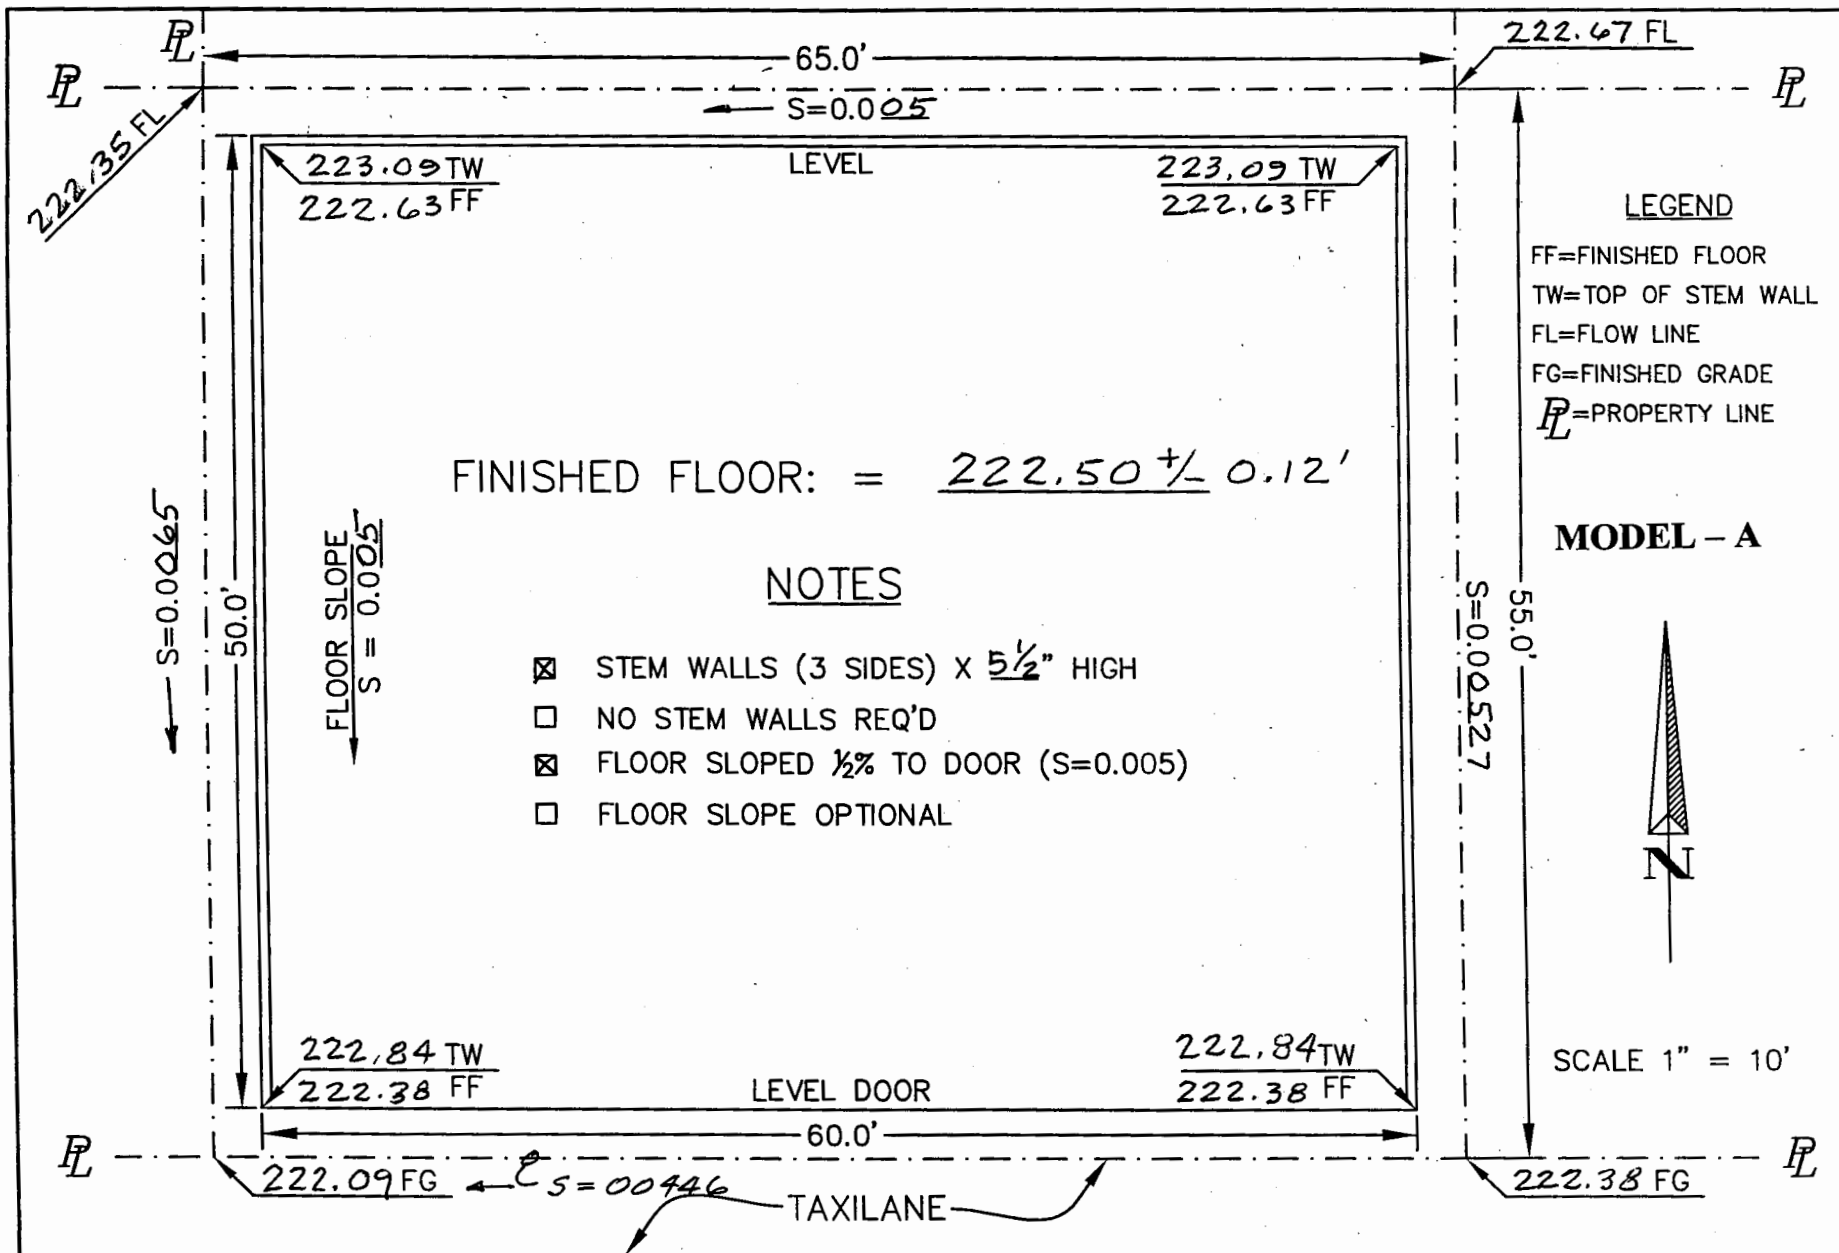 PL
65.0'
222.67 FL
PL
PL
S=0.005
222.35 FL
223.09 TW
222.63 FF
LEVEL
223.09 TW
222.63 FF
LEGEND
FF=FINISHED FLOOR
TW=TOP OF STEM WALL
FL=FLOW LINE
FG=FINISHED GRADE
PL=PROPERTY LINE
FINISHED FLOOR: = 222.50 +/- 0.12'
MODEL – A
S=0.0065
50.0'
FLOOR SLOPE
S = 0.005
NOTES
☒ STEM WALLS (3 SIDES) X 5½" HIGH
☐ NO STEM WALLS REQ'D
☒ FLOOR SLOPED ½% TO DOOR (S=0.005)
☐ FLOOR SLOPE OPTIONAL
S=0.00527
55.0'
N
SCALE 1" = 10'
222.84 TW
222.38 FF
LEVEL DOOR
222.84 TW
222.38 FF
60.0'
PL
PL
222.09 FG
S=00446
222.38 FG
TAXILANE